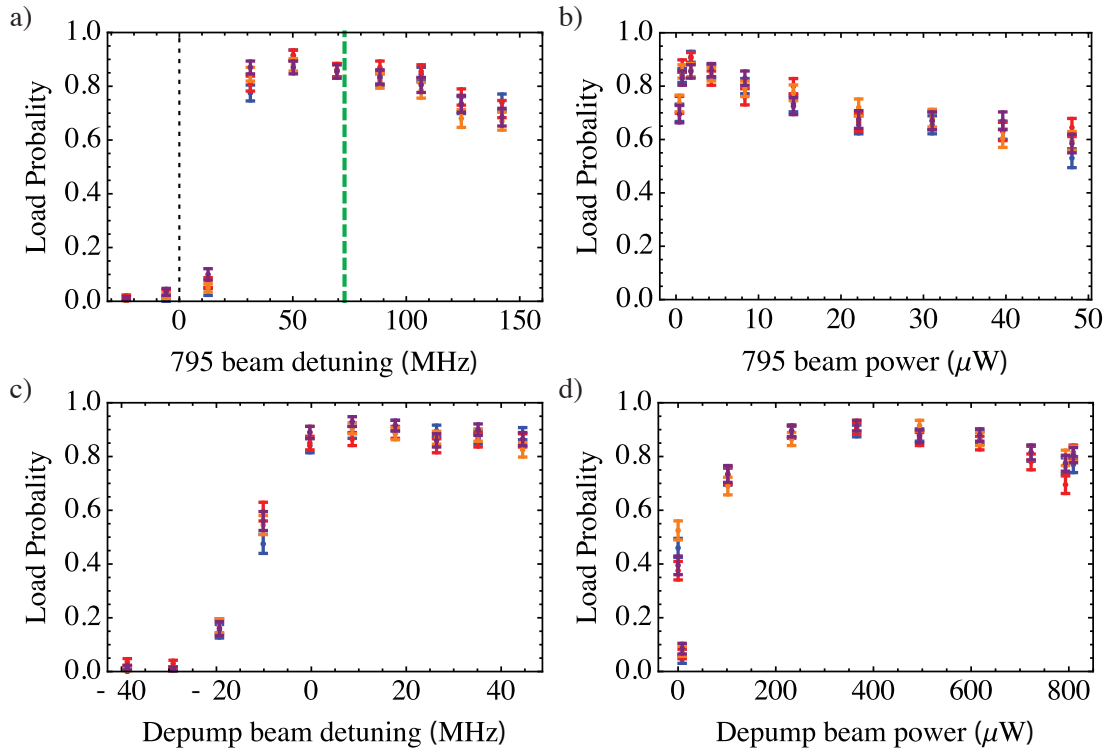 a)
1.0
0.8
0.6
0.4
0.2
0.0
Load Probality
0 50 100 150
795 beam detuning (MHz)
b)
1.0
0.8
0.6
0.4
0.2
0.0
Load Probality
0 10 20 30 40 50
795 beam power (μW)
c)
1.0
0.8
0.6
0.4
0.2
0.0
Load Probality
- 40 - 20 0 20 40
Depump beam detuning (MHz)
d)
1.0
0.8
0.6
0.4
0.2
0.0
Load Probality
0 200 400 600 800
Depump beam power (μW)